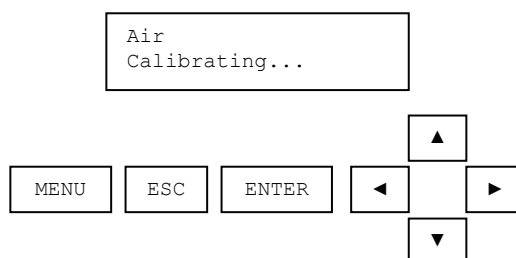 Air
Calibrating...
▲
MENU ESC ENTER ◄ ►
▼